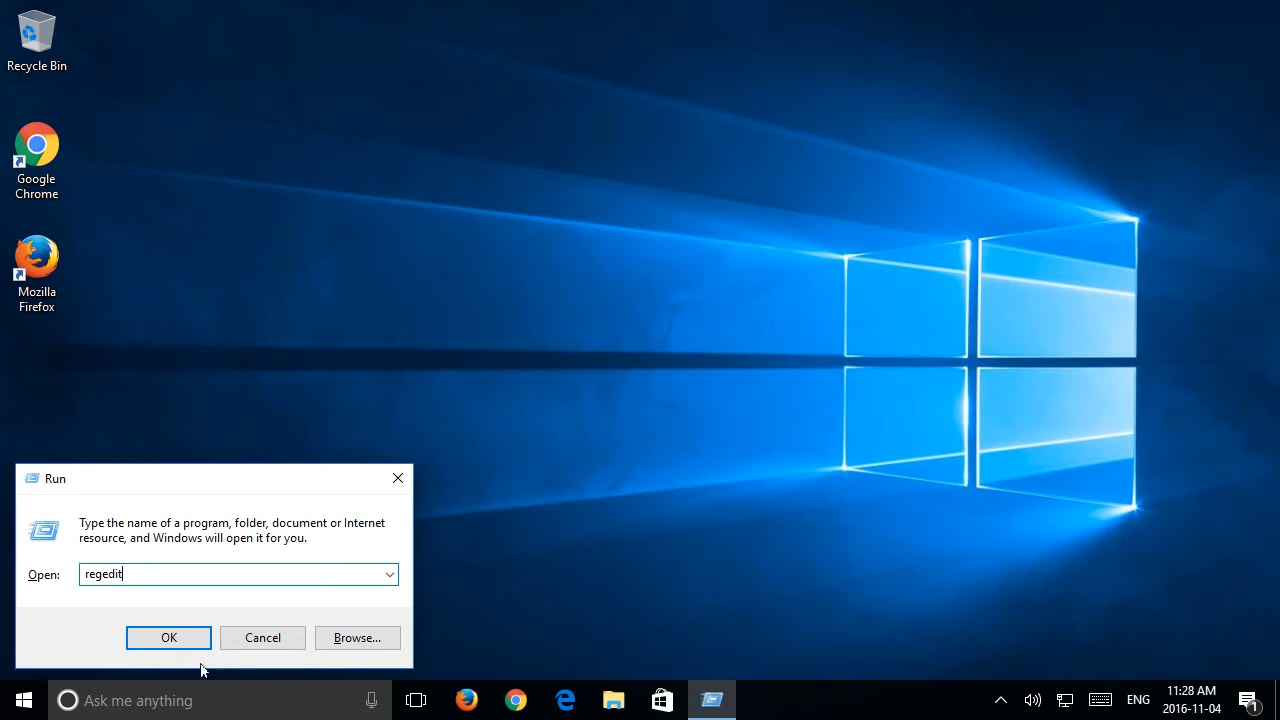 Recycle Bin
Google
Chrome
Mozilla
Firefox
Run
Type the name of a program, folder, document or Internet
resource, and Windows will open it for you.
Open: regedit
OK Cancel Browse...
Ask me anything
ENG
11:28 AM
2016-11-04
1